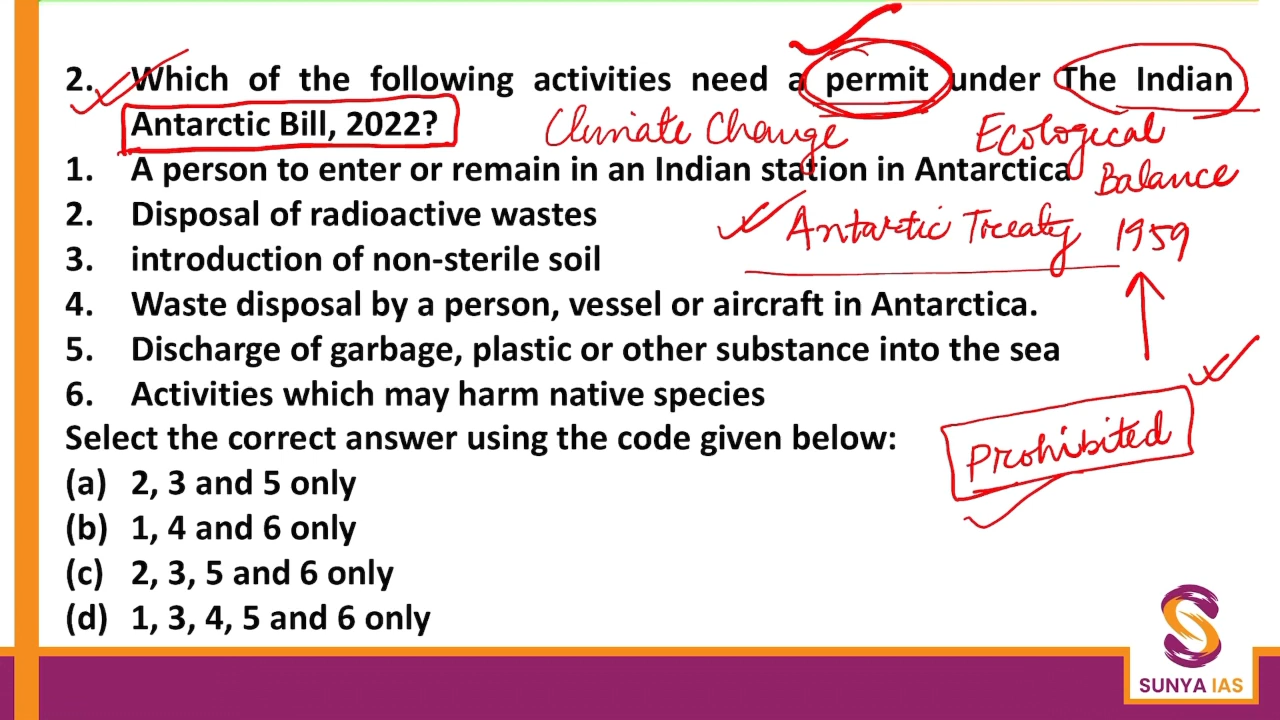 2. Which of the following activities need a permit under The Indian
Antarctic Bill, 2022?
Climate Change
Ecological
Balance
1. A person to enter or remain in an Indian station in Antarctica
2. Disposal of radioactive wastes
Antartic Treaty 1959
3. introduction of non-sterile soil
4. Waste disposal by a person, vessel or aircraft in Antarctica.
5. Discharge of garbage, plastic or other substance into the sea
6. Activities which may harm native species
Prohibited
Select the correct answer using the code given below:
(a) 2, 3 and 5 only
(b) 1, 4 and 6 only
(c) 2, 3, 5 and 6 only
(d) 1, 3, 4, 5 and 6 only
SUNYA IAS